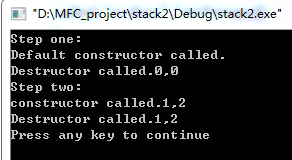 "D:\MFC_project\stack2\Debug\stack2.exe"
Step one:
Default constructor called.
Destructor called.0,0
Step two:
constructor called.1,2
Destructor called.1,2
Press any key to continue